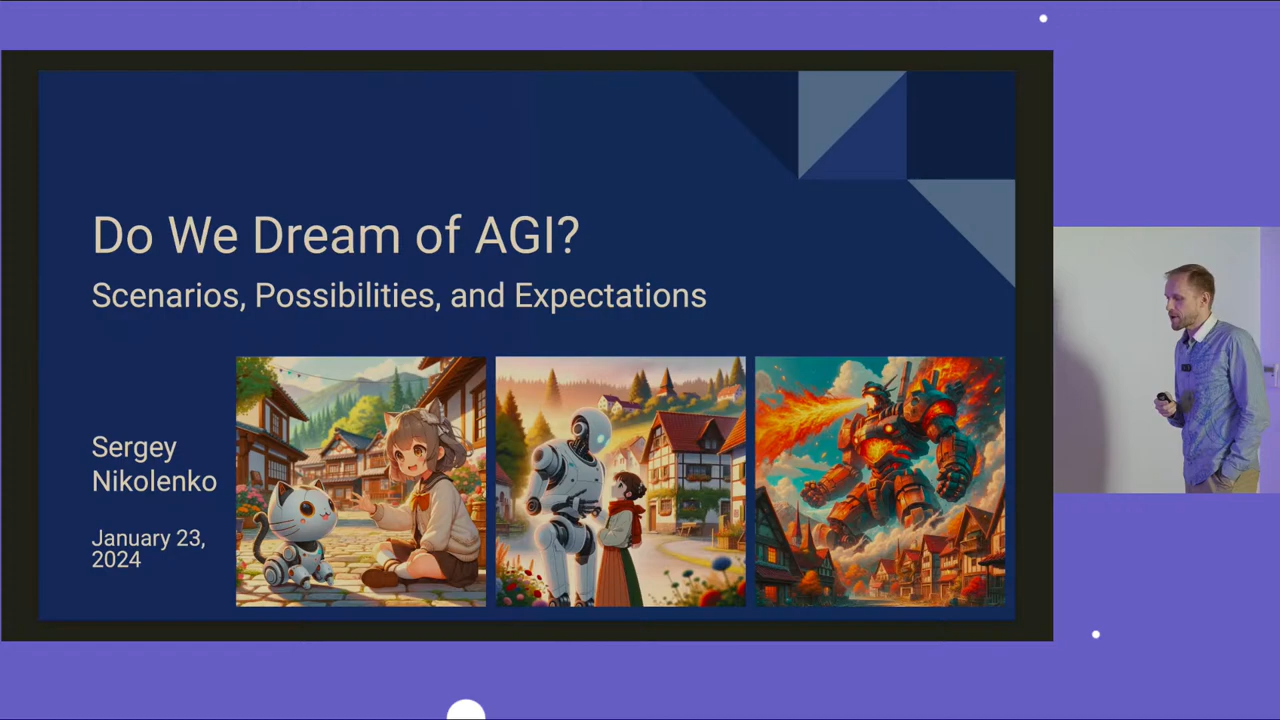 Do We Dream of AGI?
Scenarios, Possibilities, and Expectations
Sergey
Nikolenko
January 23,
2024